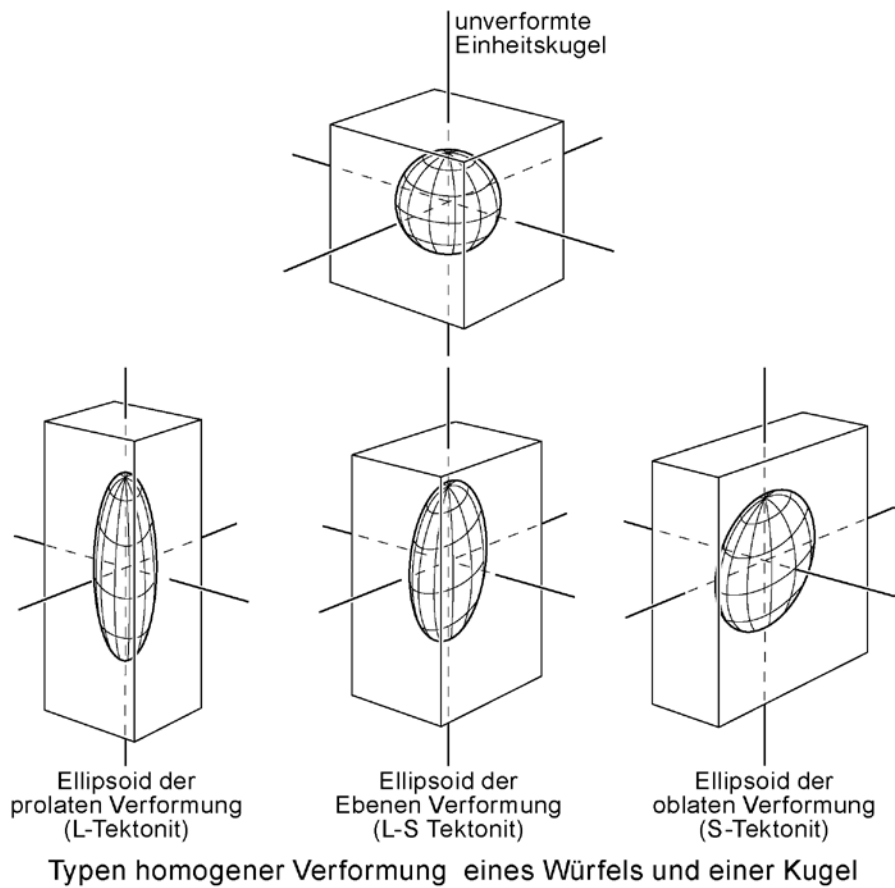 unverformte
Einheitskugel
Ellipsoid der
prolaten Verformung
(L-Tektonit)
Ellipsoid der
Ebenen Verformung
(L-S Tektonit)
Ellipsoid der
oblaten Verformung
(S-Tektonit)
Typen homogener Verformung eines Würfels und einer Kugel